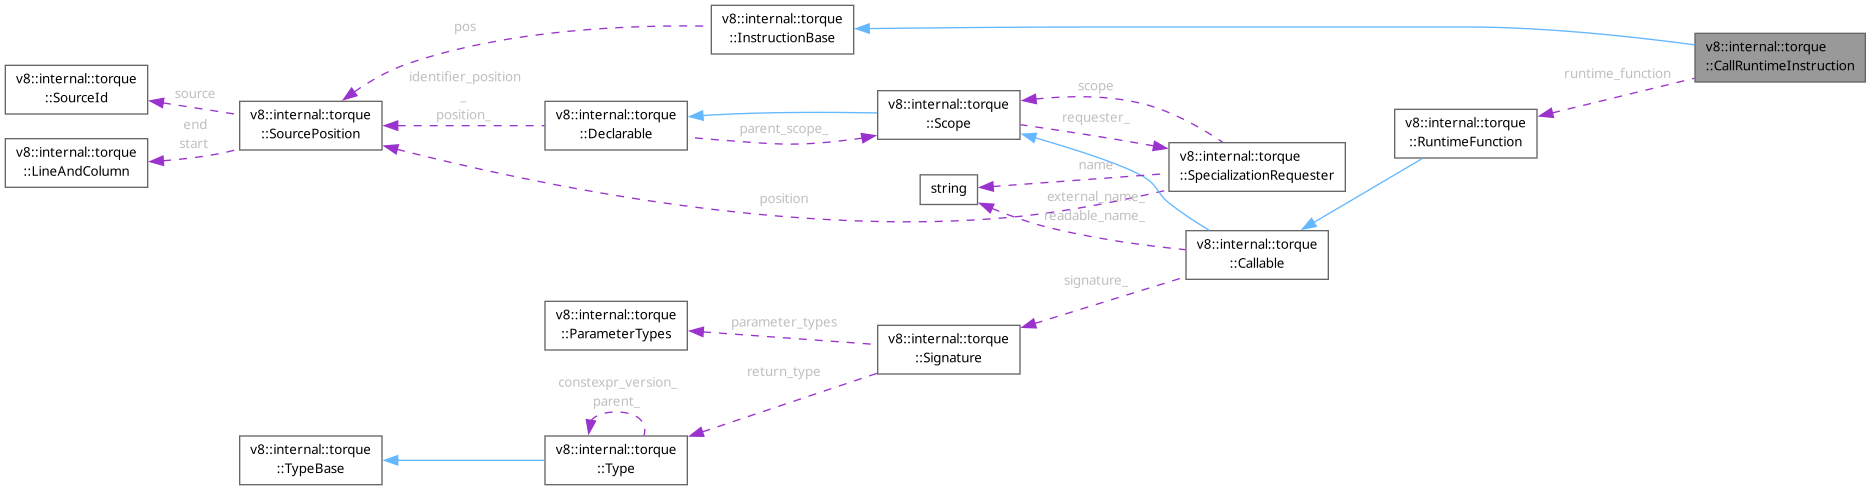 v8::internal::torque
::InstructionBase
pos
v8::internal::torque
::CallRuntimeInstruction
runtime_function
v8::internal::torque
::SourceId
source
identifier_position
_
position_
v8::internal::torque
::SourcePosition
end
start
v8::internal::torque
::LineAndColumn
v8::internal::torque
::Declarable
parent_scope_
v8::internal::torque
::Scope
scope
requester_
v8::internal::torque
::RuntimeFunction
v8::internal::torque
::SpecializationRequester
name
string
position
external_name_
readable_name_
v8::internal::torque
::Callable
signature_
v8::internal::torque
::ParameterTypes
parameter_types
v8::internal::torque
::Signature
return_type
constexpr_version_
parent_
v8::internal::torque
::TypeBase
v8::internal::torque
::Type